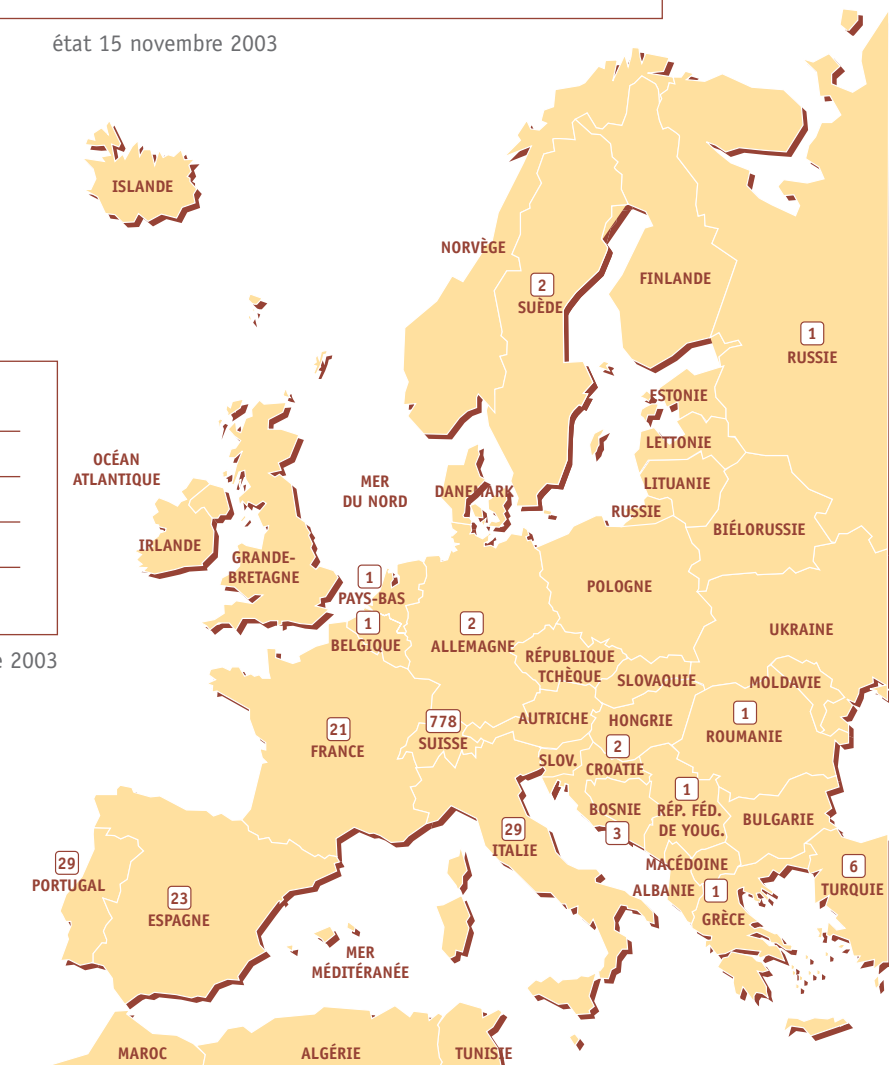 état 15 novembre 2003
ISLANDE
NORVÈGE
2
SUÈDE
FINLANDE
1
RUSSIE
ESTONIE
LETTONIE
LITUANIE
RUSSIE
BIÉLORUSSIE
OCÉAN
ATLANTIQUE
MER
DU NORD
DANEMARK
IRLANDE
GRANDE-
BRETAGNE
1
PAYS-BAS
1
BELGIQUE
2
ALLEMAGNE
POLOGNE
UKRAINE
2003
RÉPUBLIQUE
TCHÈQUE
SLOVAQUIE
MOLDAVIE
21
FRANCE
778
SUISSE
AUTRICHE
HONGRIE
1
ROUMANIE
SLOV.
2
CROATIE
BOSNIE
3
1
RÉP. FÉD.
DE YOUG.
BULGARIE
29
ITALIE
MACÉDOINE
ALBANIE
1
GRÈCE
6
TURQUIE
29
PORTUGAL
23
ESPAGNE
MER
MÉDITÉRANÉE
MAROC
ALGÉRIE
TUNISIE